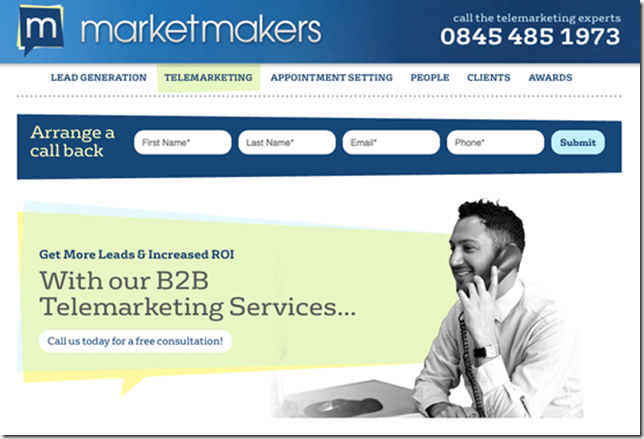 m marketmakers
call the telemarketing experts
0845 485 1973
LEAD GENERATION TELEMARKETING APPOINTMENT SETTING PEOPLE CLIENTS AWARDS
Arrange a
call back
First Name* Last Name* Email* Phone* Submit
Get More Leads & Increased ROI
With our B2B
Telemarketing Services...
Call us today for a free consultation!